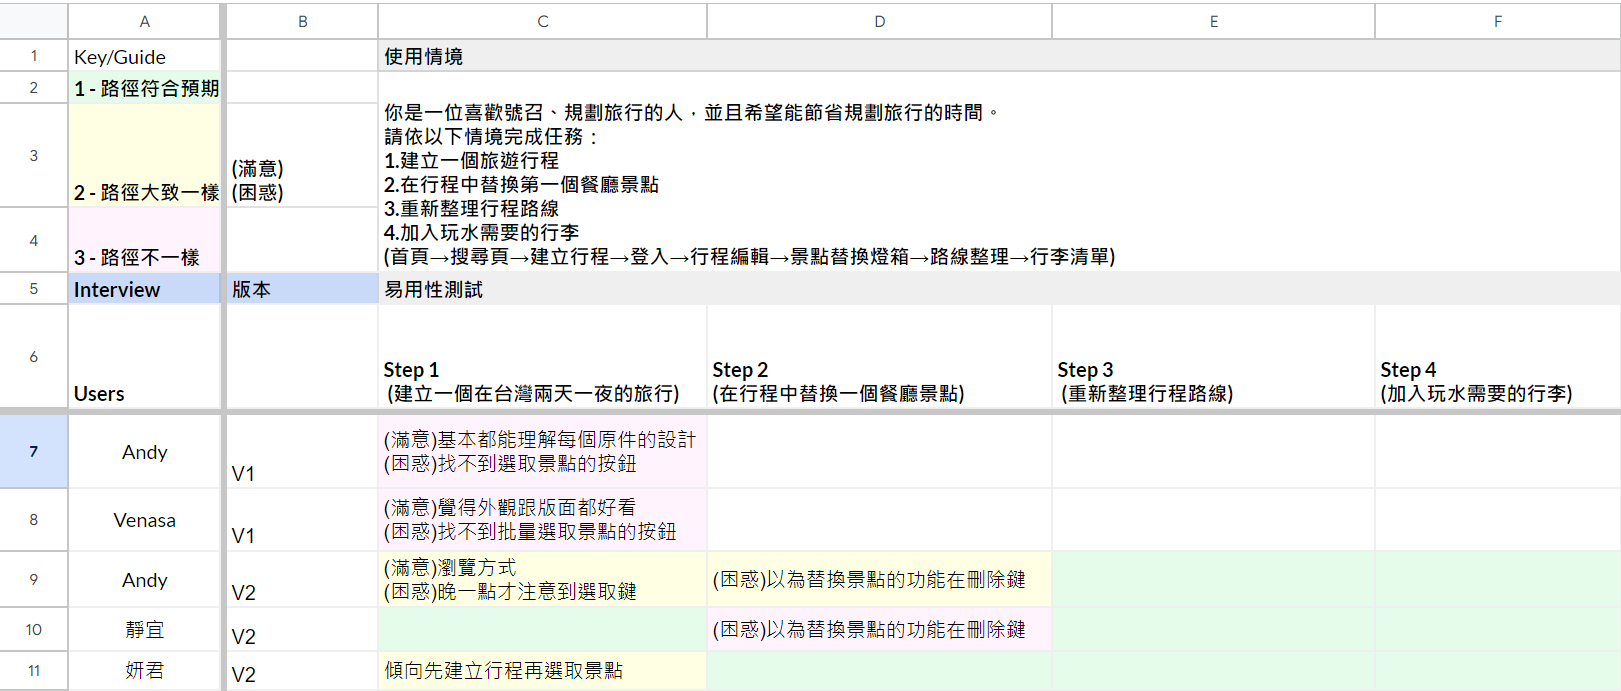 A B C D E F
1 Key/Guide 使用情境
2 1 - 路徑符合預期
你是一位喜歡號召、規劃旅行的人，並且希望能節省規劃旅行的時間。
請依以下情境完成任務：
1.建立一個旅遊行程
2.在行程中替換第一個餐廳景點
3.重新整理行程路線
4.加入玩水需要的行李
(首頁→搜尋頁→建立行程→登入→行程編輯→景點替換燈箱→路線整理→行李清單)
3 2 - 路徑大致一樣 (滿意)
(困惑)
4 3 - 路徑不一樣
5 Interview 版本 易用性測試
6 Users
Step 1
(建立一個在台灣兩天一夜的旅行)
Step 2
(在行程中替換一個餐廳景點)
Step 3
(重新整理行程路線)
Step 4
(加入玩水需要的行李)
7 Andy V1 (滿意)基本都能理解每個原件的設計
(困惑)找不到選取景點的按鈕
8 Venasa V1 (滿意)覺得外觀跟版面都好看
(困惑)找不到批量選取景點的按鈕
9 Andy V2 (滿意)瀏覽方式
(困惑)晚一點才注意到選取鍵
(困惑)以為替換景點的功能在刪除鍵
10 靜宜 V2 (困惑)以為替換景點的功能在刪除鍵
11 妍君 V2 傾向先建立行程再選取景點